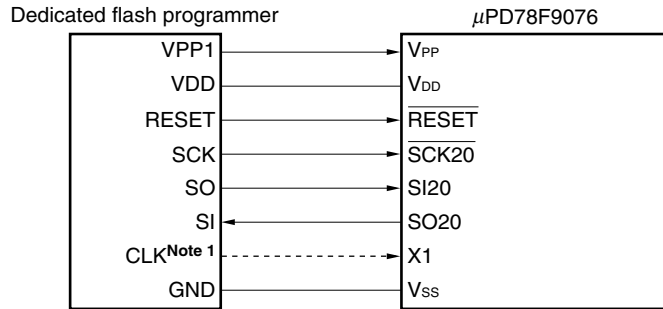 Dedicated flash programmer
μPD78F9076
VPP1
VPP
VDD
VDD
RESET
RESET
SCK
SCK20
SO
SI20
SI
SO20
CLKNote 1
X1
GND
VSS